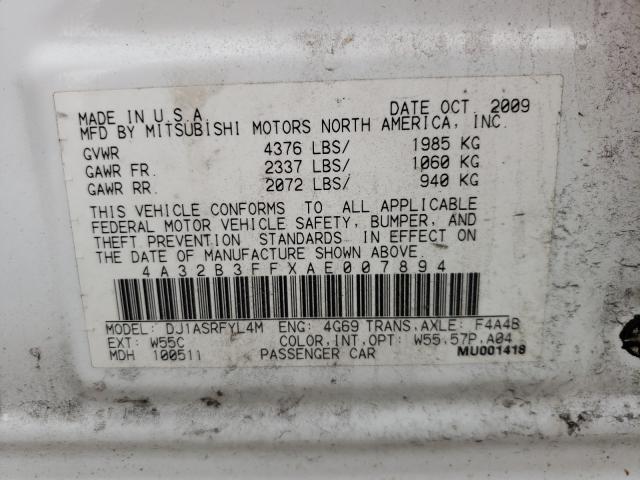 MADE IN U.S.A. DATE OCT. 2009
MFD BY MITSUBISHI MOTORS NORTH AMERICA, INC.
GVWR 4376 LBS/ 1985 KG
GAWR FR. 2337 LBS/ 1060 KG
GAWR RR. 2072 LBS/ 940 KG
THIS VEHICLE CONFORMS TO ALL APPLICABLE
FEDERAL MOTOR VEHICLE SAFETY, BUMPER, AND
THEFT PREVENTION STANDARDS IN EFFECT ON
THE DATE OF MANUFACTURE SHOWN ABOVE.
4A32B3FFXAE007894
MODEL: DJ1ASRFYL4M ENG: 4G69 TRANS, AXLE: F4A4B
EXT: W55C COLOR, INT, OPT: W55, 57P, A04
MDH 100511 PASSENGER CAR MU001418